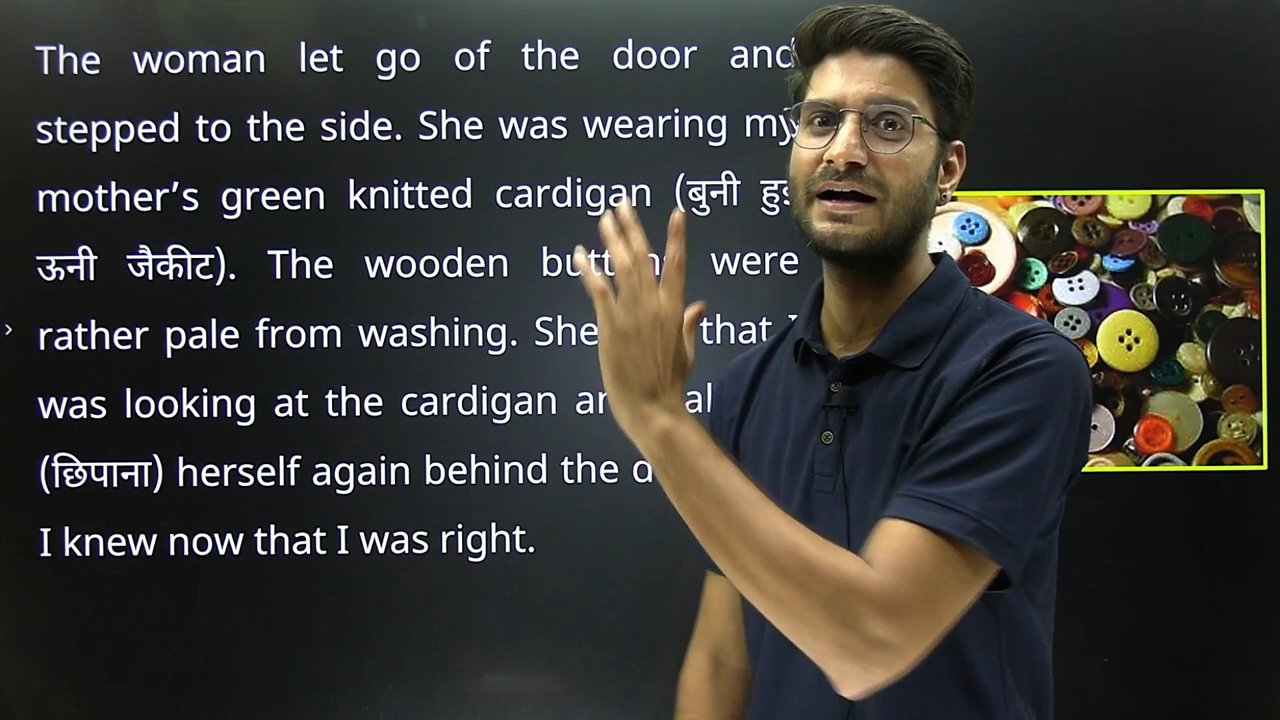 The woman let go of the door and
stepped to the side. She was wearing my
mother’s green knitted cardigan (बुनी
ऊनी जैकीट). The wooden buttons were
rather pale from washing. She that I
was looking at the cardigan
(छिपाना) herself again behind the
I knew now that I was right.